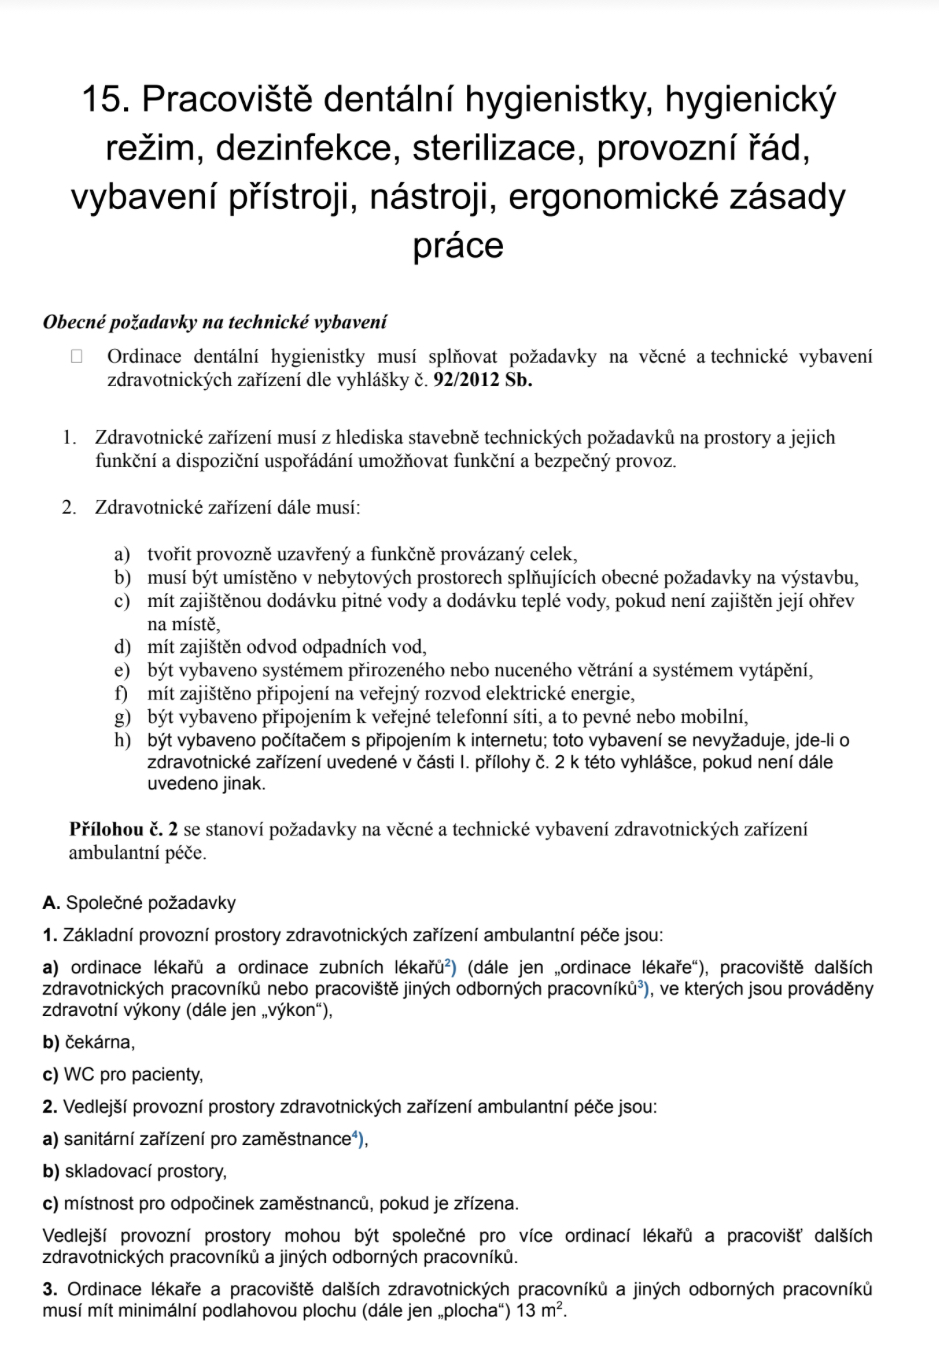 15. Pracoviště dentální hygienistky, hygienický
režim, dezinfekce, sterilizace, provozní řád,
vybavení přístroji, nástroji, ergonomické zásady
práce
Obecné požadavky na technické vybavení
Ordinace dentální hygienistky musí splňovat požadavky na věcné a technické vybavení
zdravotnických zařízení dle vyhlášky č. 92/2012 Sb.
1. Zdravotnické zařízení musí z hlediska stavebně technických požadavků na prostory a jejich
funkční a dispoziční uspořádání umožňovat funkční a bezpečný provoz.
2. Zdravotnické zařízení dále musí:
a) tvořit provozně uzavřený a funkčně provázaný celek,
b) musí být umístěno v nebytových prostorech splňujících obecné požadavky na výstavbu,
c) mít zajištěnou dodávku pitné vody a dodávku teplé vody, pokud není zajištěn její ohřev
na místě,
d) mít zajištěn odvod odpadních vod,
e) být vybaveno systémem přirozeného nebo nuceného větrání a systémem vytápění,
f) mít zajištěno připojení na veřejný rozvod elektrické energie,
g) být vybaveno připojením k veřejné telefonní síti, a to pevné nebo mobilní,
h) být vybaveno počítačem s připojením k internetu; toto vybavení se nevyžaduje, jde-li o
zdravotnické zařízení uvedené v části I. přílohy č. 2 k této vyhlášce, pokud není dále
uvedeno jinak.
Přílohou č. 2 se stanoví požadavky na věcné a technické vybavení zdravotnických zařízení
ambulantní péče.
A. Společné požadavky
1. Základní provozní prostory zdravotnických zařízení ambulantní péče jsou:
a) ordinace lékařů a ordinace zubních lékařů²) (dále jen „ordinace lékaře“), pracoviště dalších
zdravotnických pracovníků nebo pracoviště jiných odborných pracovníků³), ve kterých jsou prováděny
zdravotní výkony (dále jen „výkon“),
b) čekárna,
c) WC pro pacienty,
2. Vedlejší provozní prostory zdravotnických zařízení ambulantní péče jsou:
a) sanitární zařízení pro zaměstnance⁴),
b) skladovací prostory,
c) místnost pro odpočinek zaměstnanců, pokud je zřízena.
Vedlejší provozní prostory mohou být společné pro více ordinací lékařů a pracovišť dalších
zdravotnických pracovníků a jiných odborných pracovníků.
3. Ordinace lékaře a pracoviště dalších zdravotnických pracovníků a jiných odborných pracovníků
musí mít minimální podlahovou plochu (dále jen „plocha“) 13 m².